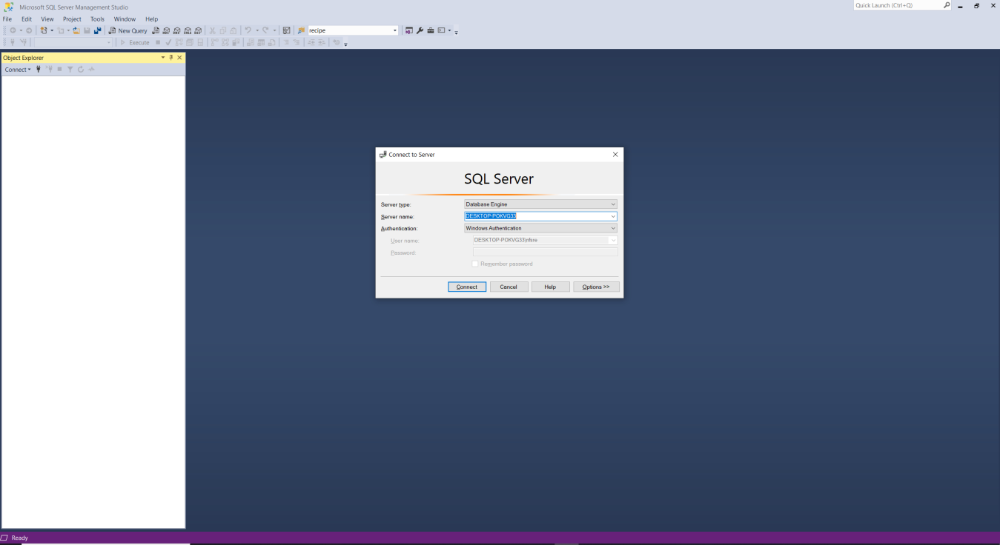 Microsoft SQL Server Management Studio
Quick Launch (Ctrl+Q)
File Edit View Project Tools Window Help
New Query
recipe
Execute
Object Explorer
Connect
Connect to Server
SQL Server
Server type:
Database Engine
Server name:
DESKTOP-POKVG33
Authentication:
Windows Authentication
User name:
DESKTOP-POKVG33\nfsre
Password:
Remember password
Connect Cancel Help Options >>
Ready